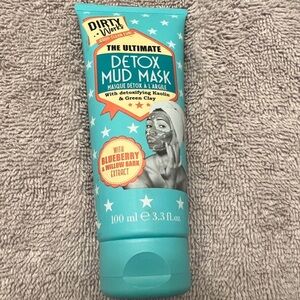 DIRTY
Works
THE ULTIMATE
DETOX
MUD MASK
MASQUE DÉTOX À L'ARGILE
With detoxifying Kaolin
& Green Clay
WITH
BLUEBERRY
& WILLOW BARK
EXTRACT
100 ml ℮ 3.3 fl.oz.